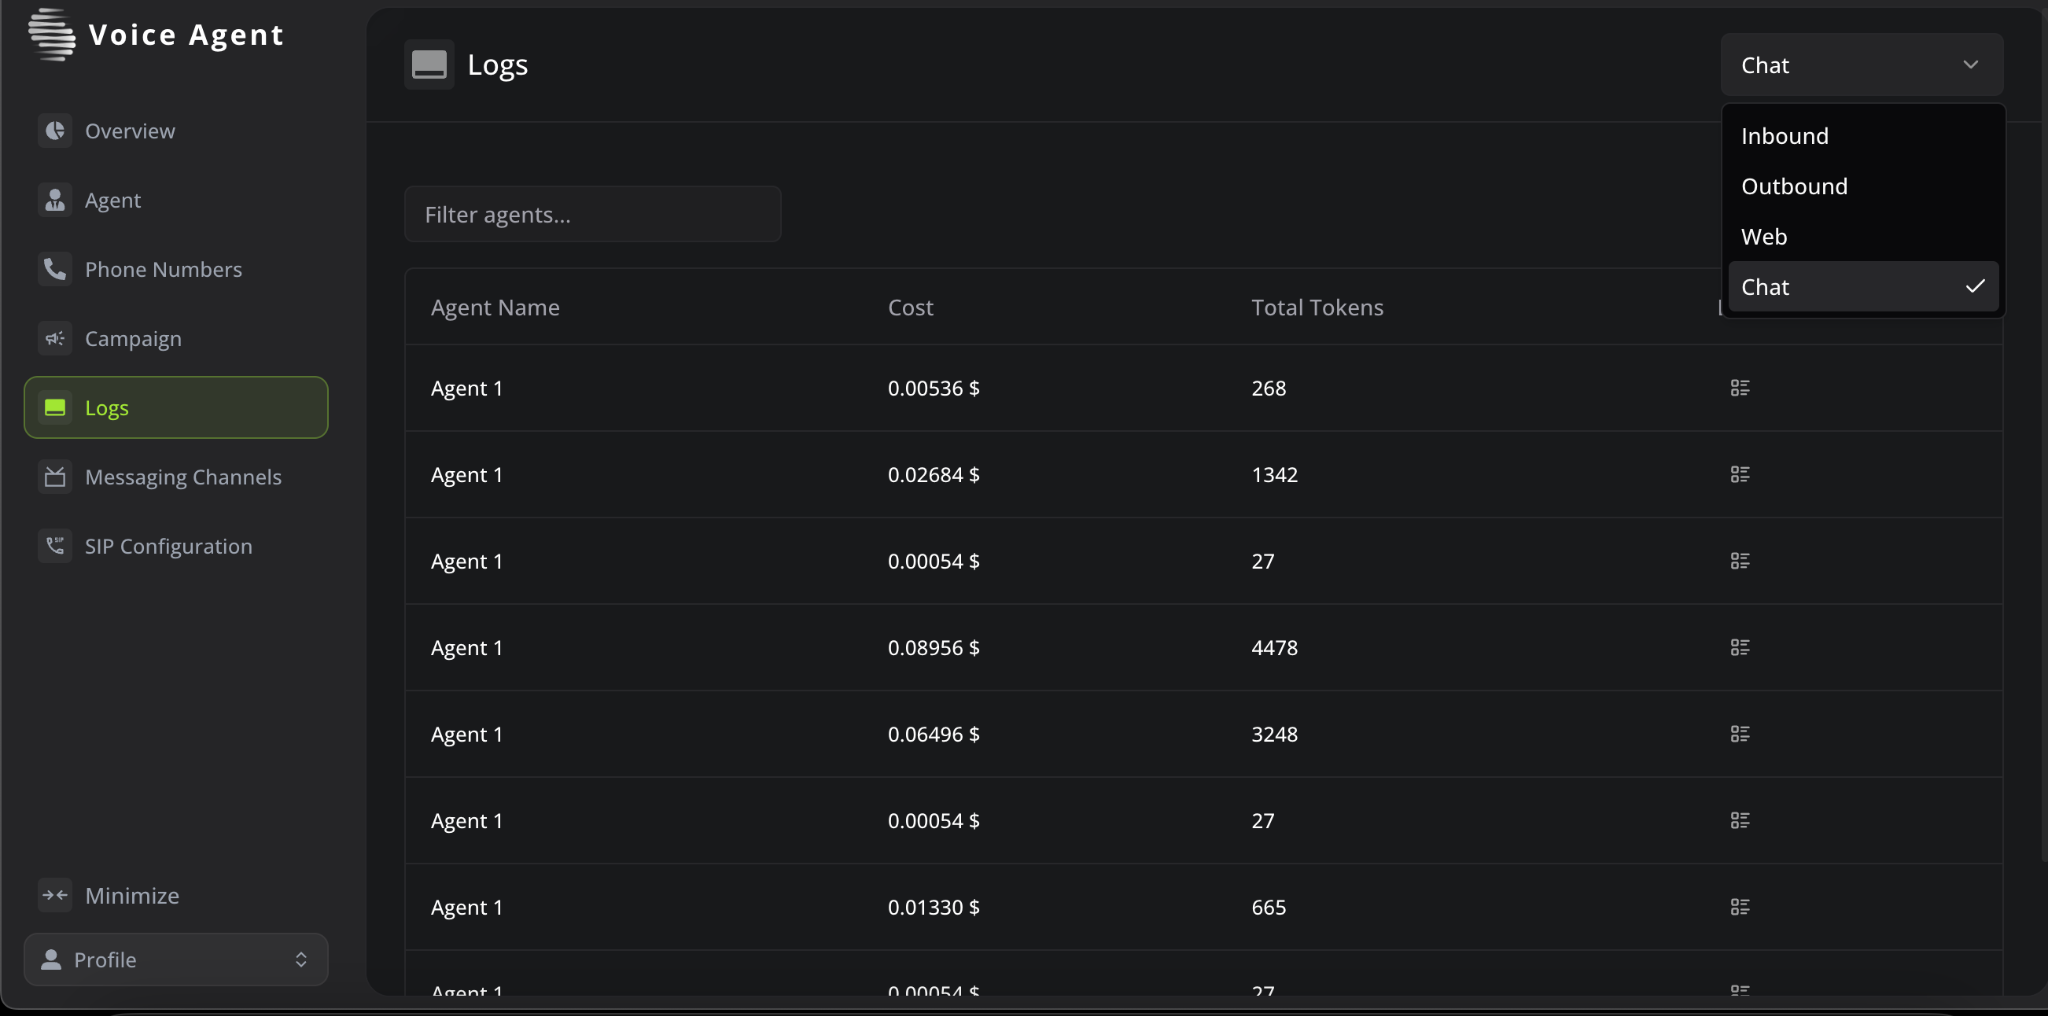 Voice Agent
Overview
Agent
Phone Numbers
Campaign
Logs
Messaging Channels
SIP Configuration
Minimize
Profile
Logs
Chat
Inbound
Outbound
Web
Chat
Filter agents...
Agent Name Cost Total Tokens
Agent 1 0.00536 $ 268
Agent 1 0.02684 $ 1342
Agent 1 0.00054 $ 27
Agent 1 0.08956 $ 4478
Agent 1 0.06496 $ 3248
Agent 1 0.00054 $ 27
Agent 1 0.01330 $ 665
Agent 1 0.00054 $ 27